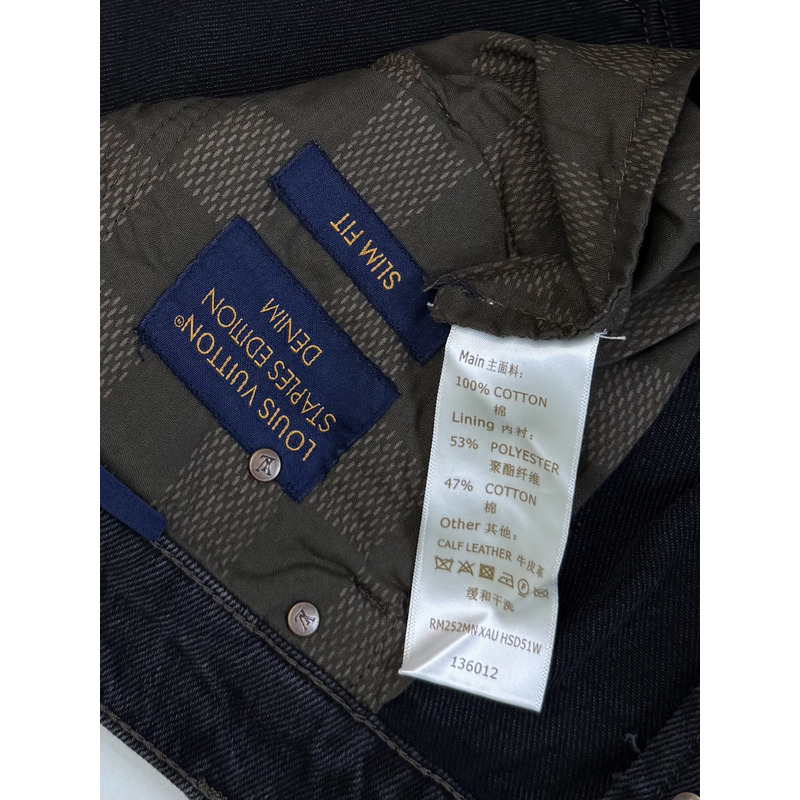 SLIM FIT
LOUIS VUITTON®
STAPLES EDITION
DENIM
Main 主面料:
100% COTTON
棉
Lining 内衬:
53% POLYESTER
聚酯纤维
47% COTTON
棉
Other 其他:
CALF LEATHER 牛皮革
缓和干洗
RM252MN XAU HSD51W
136012